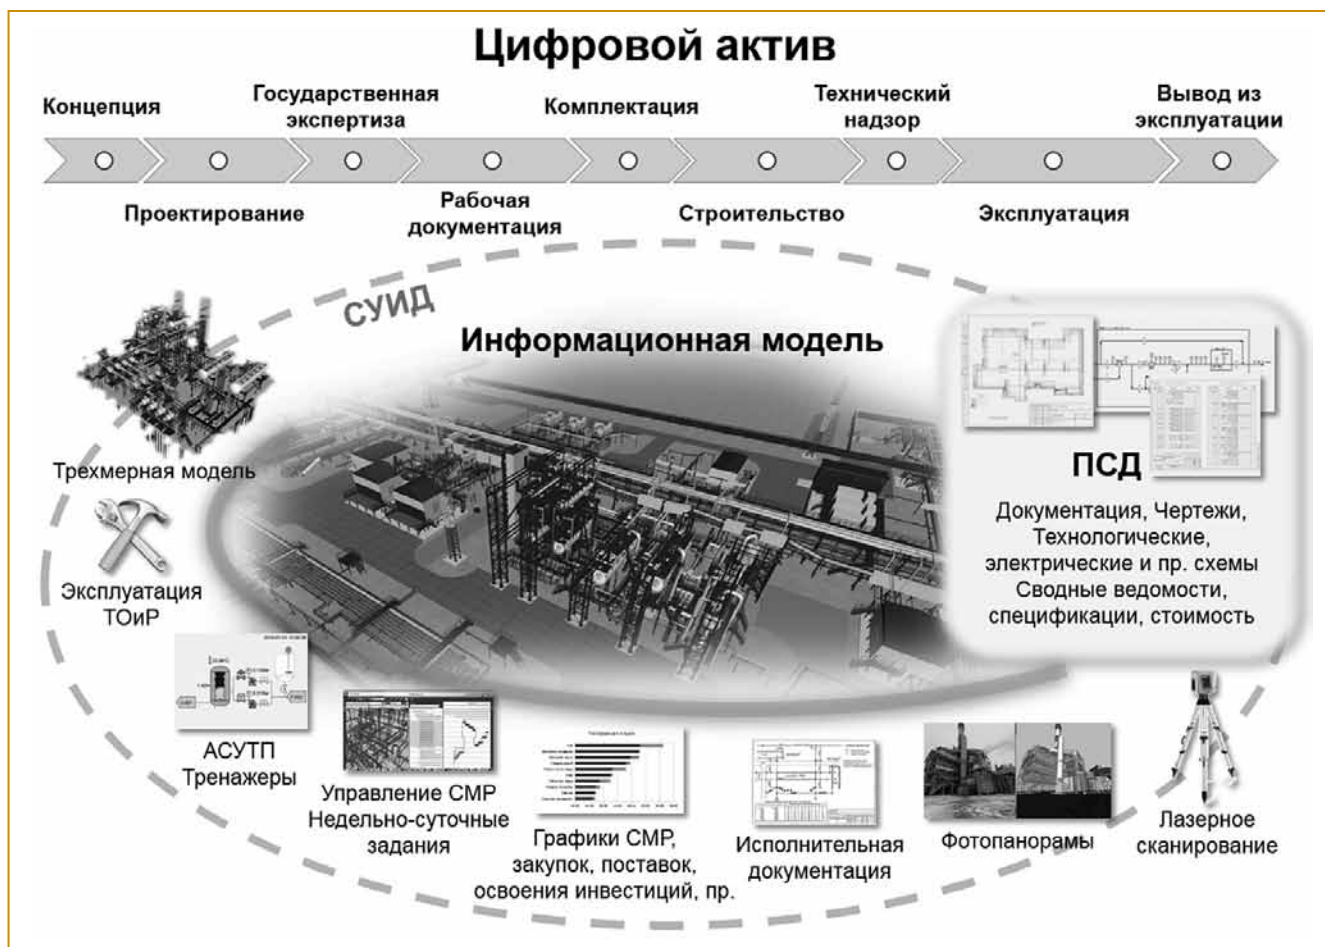 Цифровой актив
Концепция
Государственная
экспертиза
Комплектация
Технический
надзор
Вывод из
эксплуатации
Проектирование
Рабочая
документация
Строительство
Эксплуатация
СУИД
Информационная модель
Трехмерная модель
ПСД
Документация, Чертежи,
Технологические,
электрические и пр. схемы
Сводные ведомости,
спецификации, стоимость
Эксплуатация
ТОиР
АСУТП
Тренажеры
Управление СМР
Недельно-суточные
задания
Графики СМР,
закупок, поставок,
освоения инвестиций, пр.
Исполнительная
документация
Фотопанорамы
Лазерное
сканирование